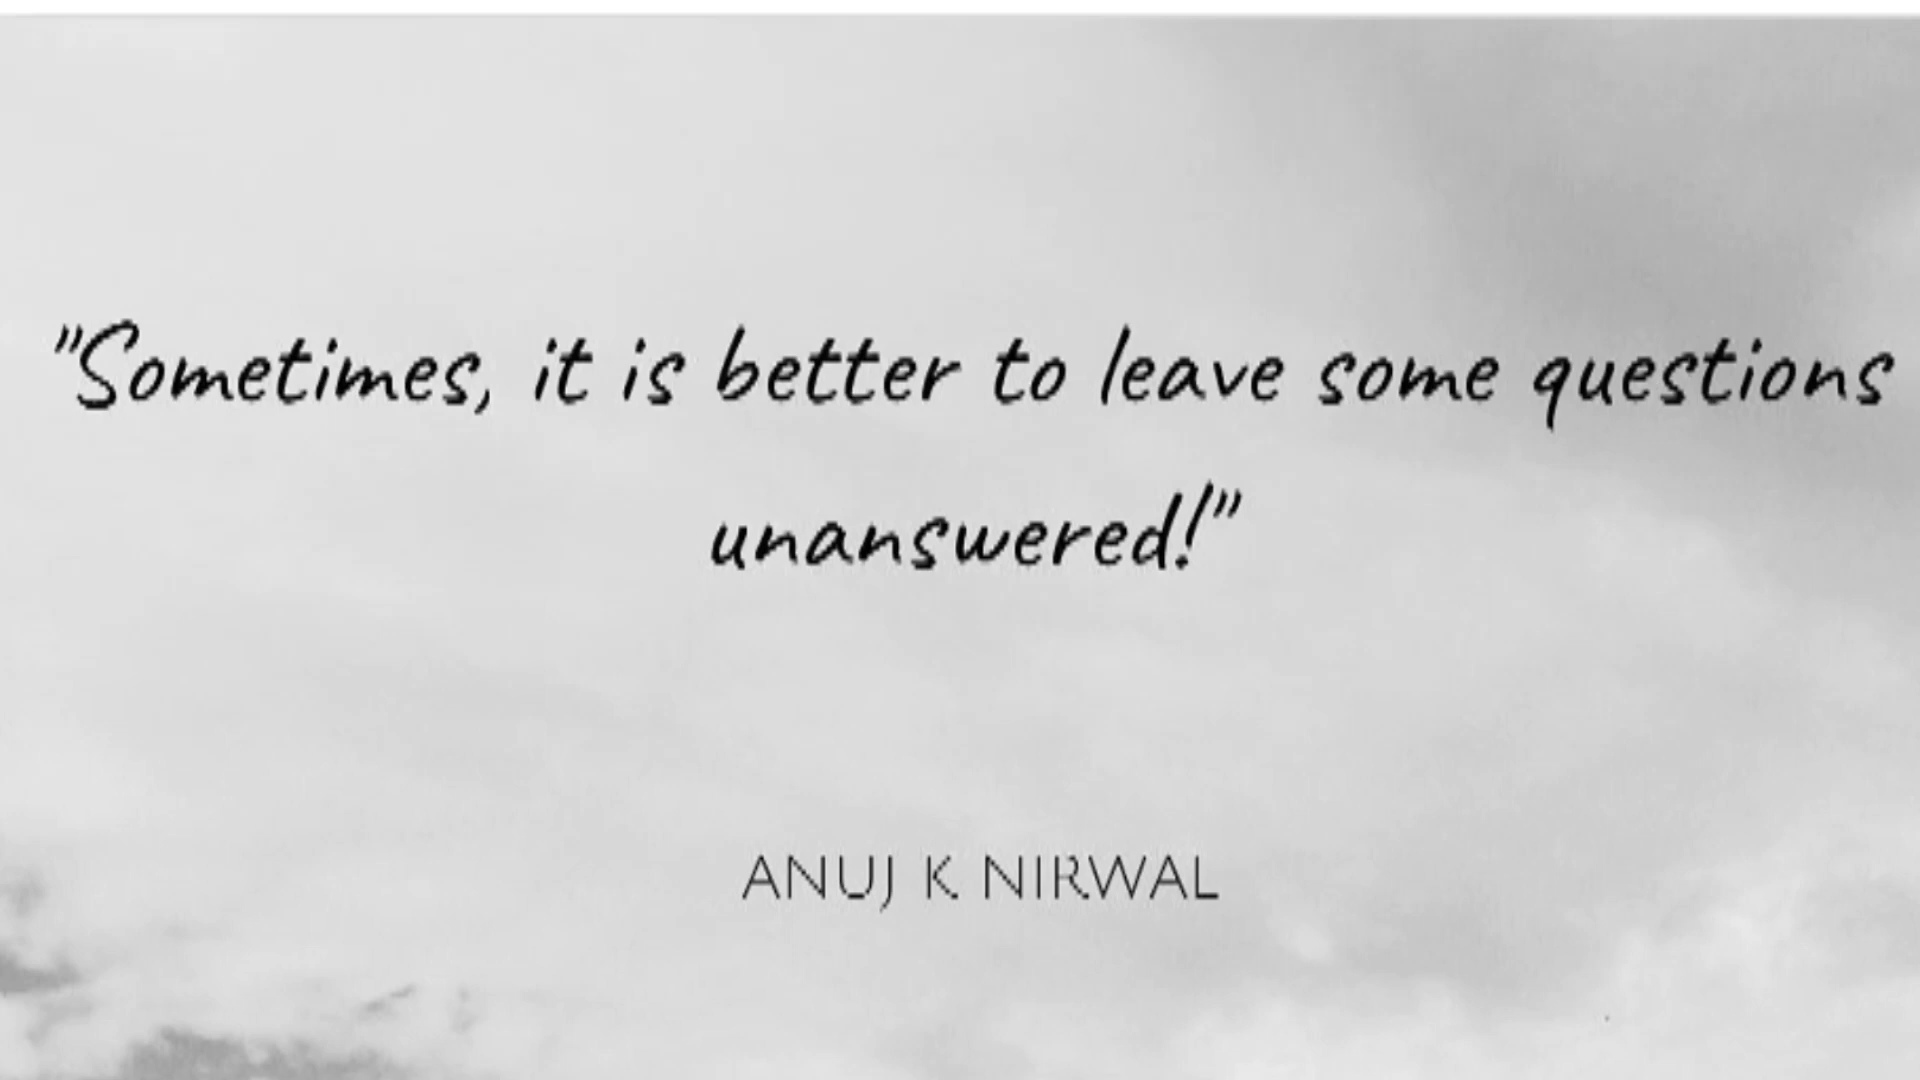 "Sometimes, it is better to leave some questions
unanswered!"
ANUJ K NIRWAL